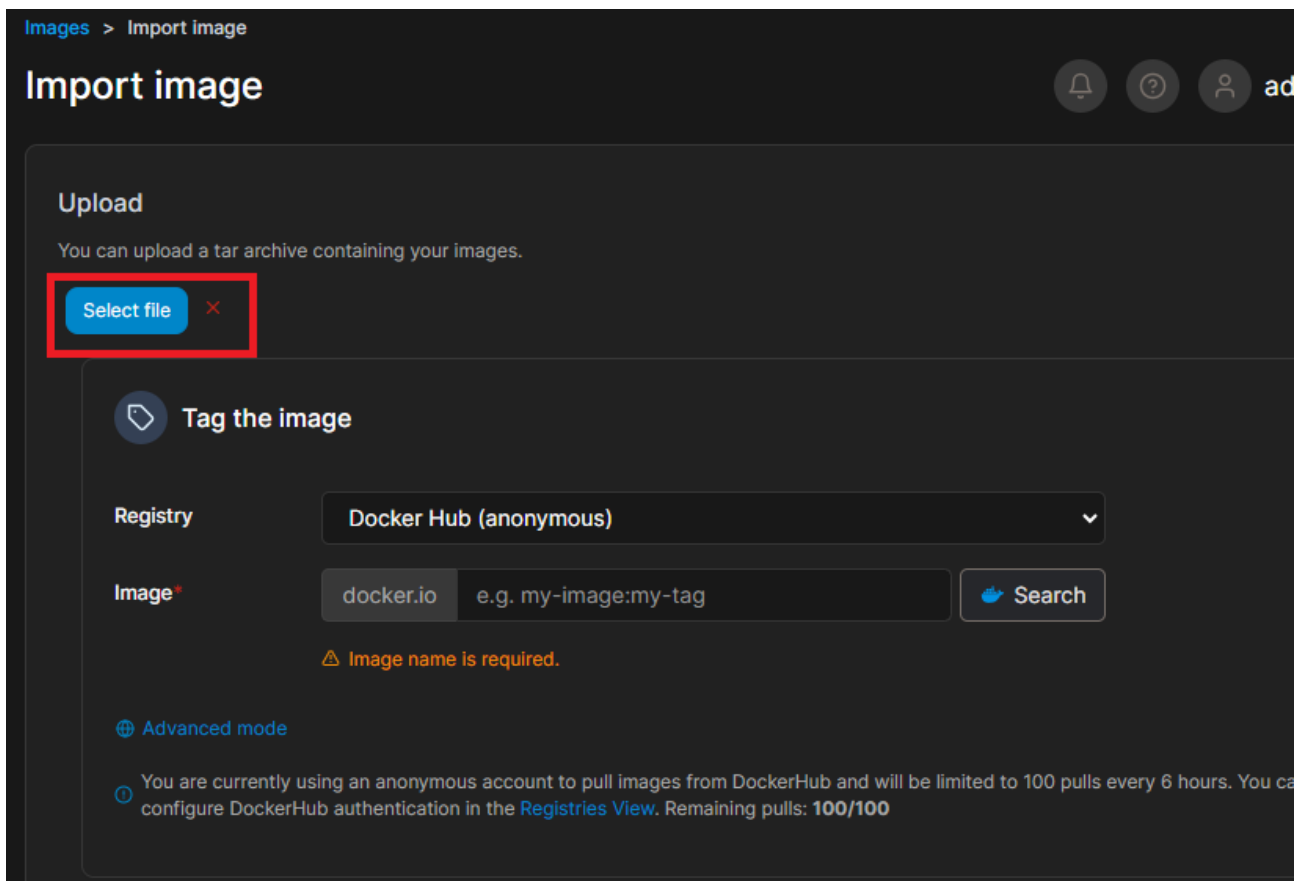 Images > Import image
Import image
ad
Upload
You can upload a tar archive containing your images.
Select file
Tag the image
Registry
Docker Hub (anonymous)
Image*
docker.io
e.g. my-image:my-tag
Search
Image name is required.
Advanced mode
You are currently using an anonymous account to pull images from DockerHub and will be limited to 100 pulls every 6 hours. You ca
configure DockerHub authentication in the Registries View. Remaining pulls: 100/100